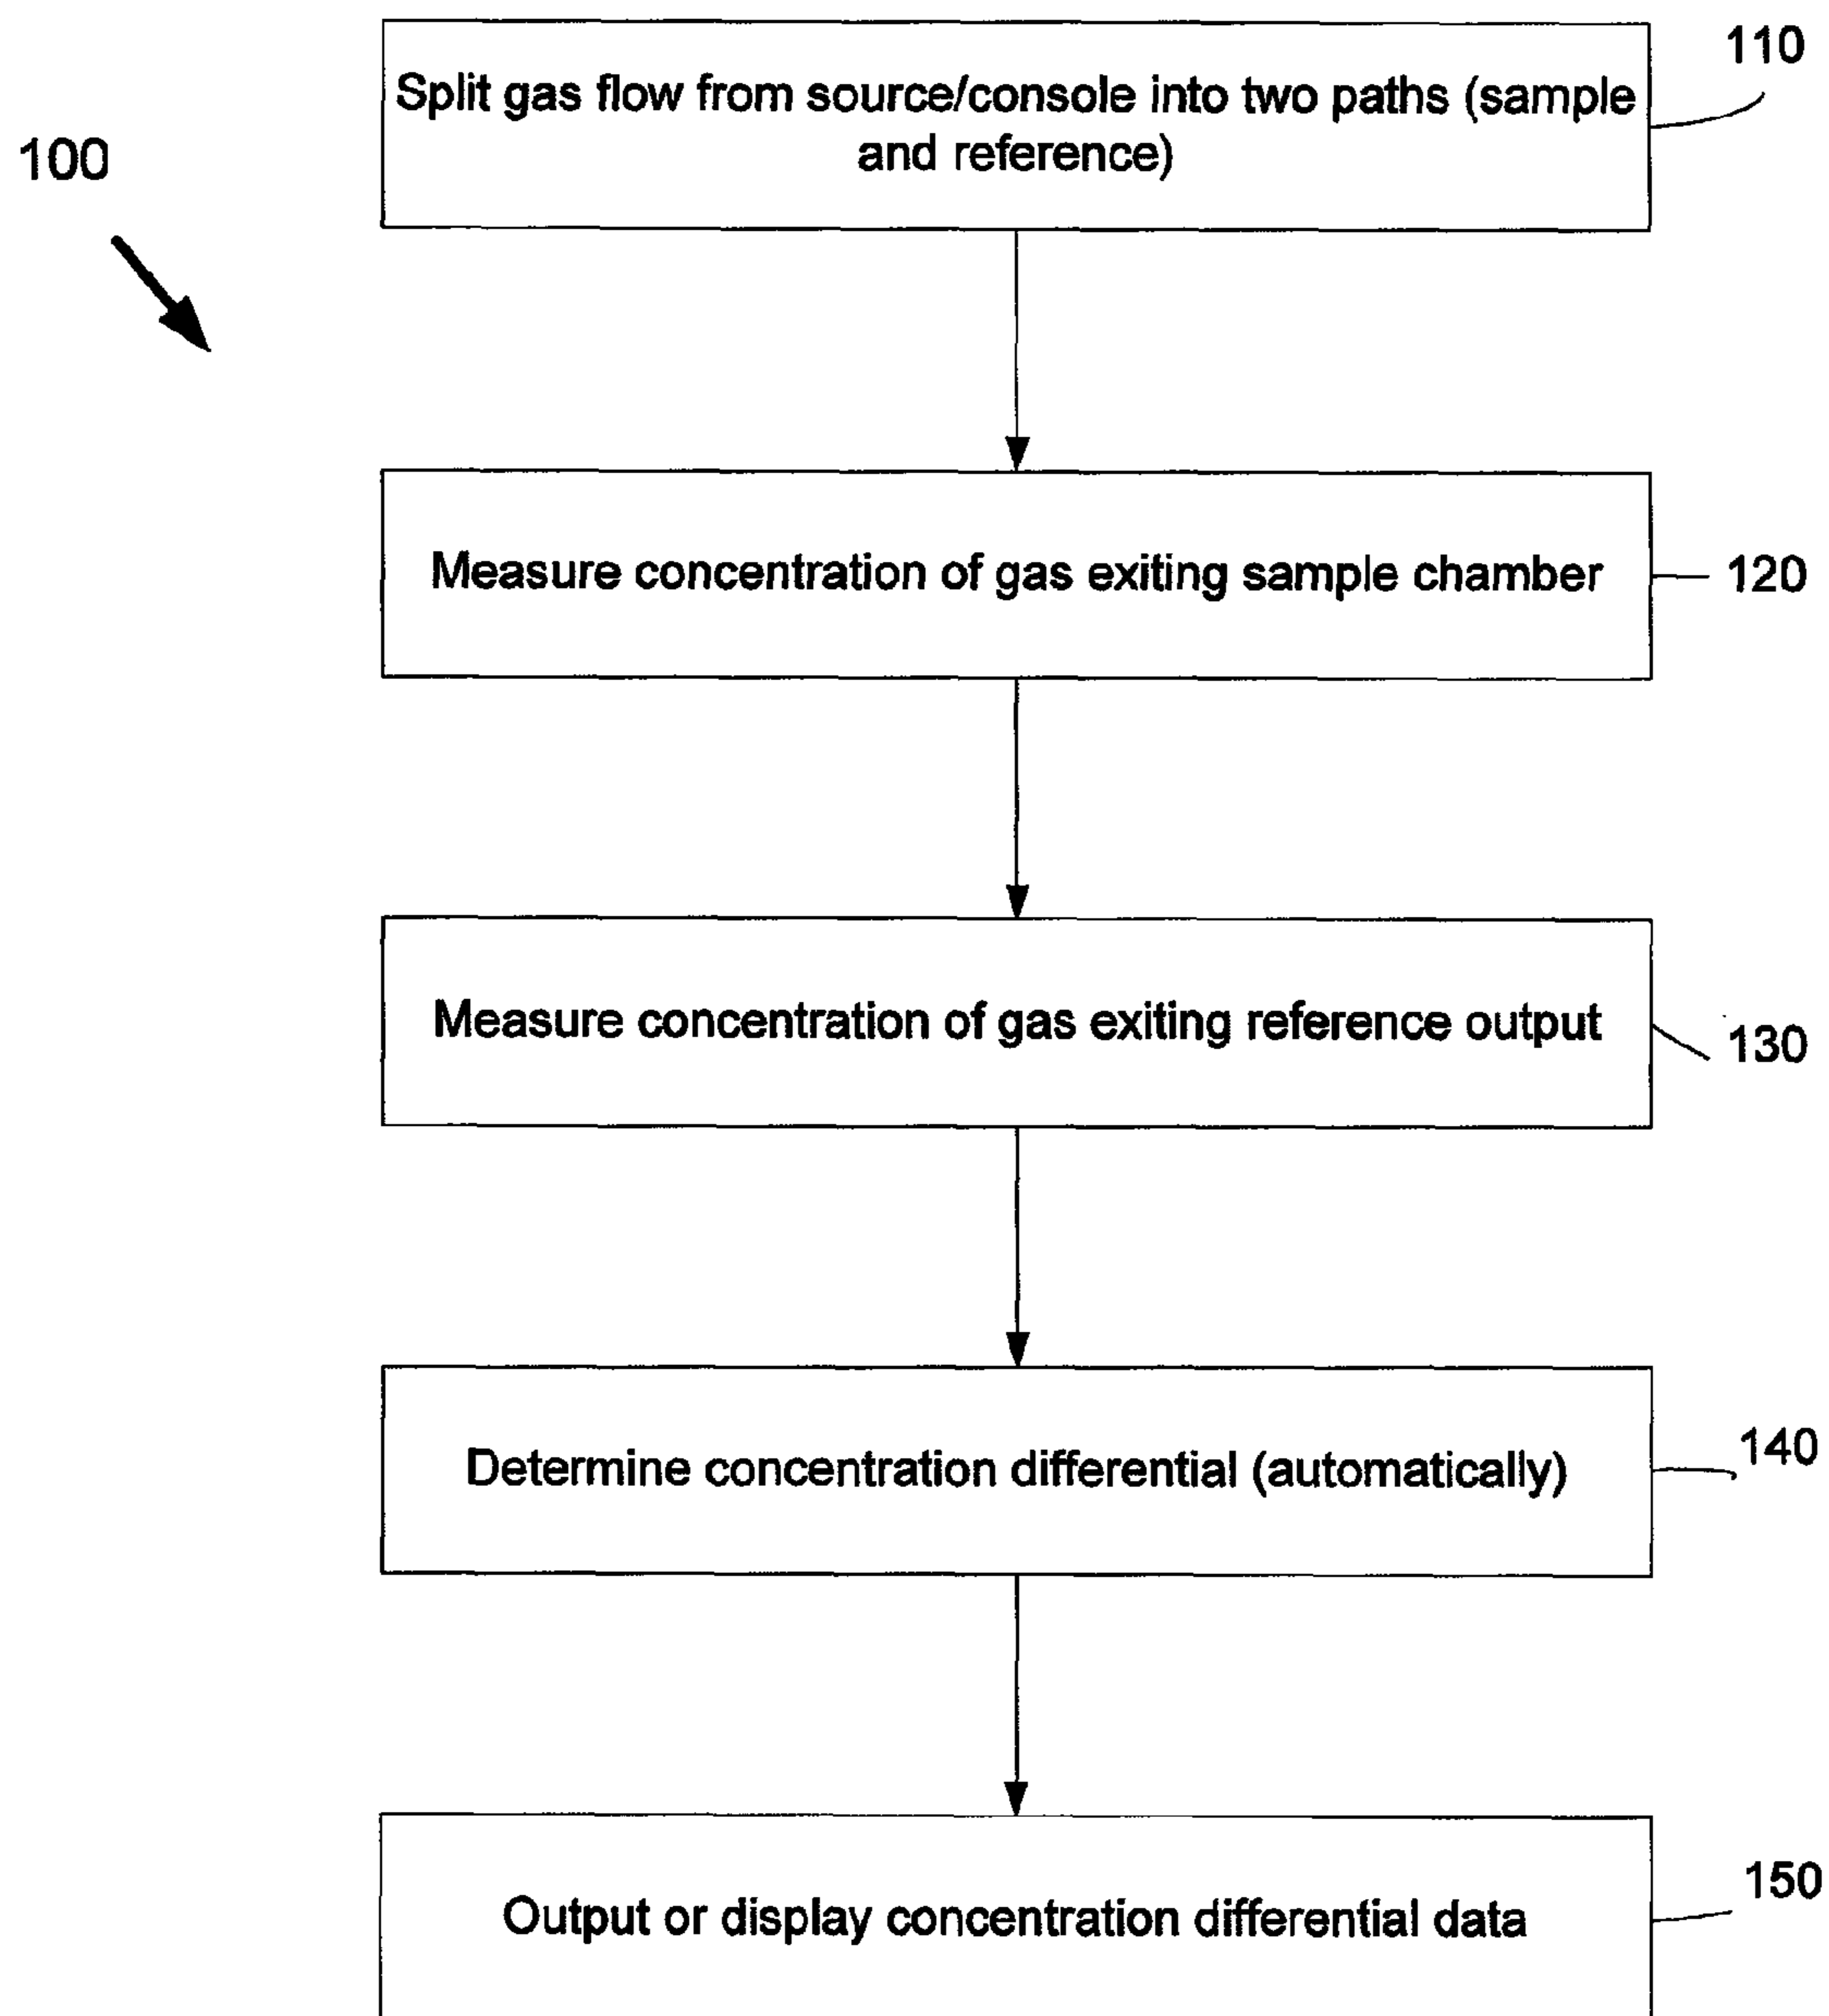 110
Split gas flow from source/console into two paths (sample
and reference)
100
Measure concentration of gas exiting sample chamber
120
Measure concentration of gas exiting reference output
130
Determine concentration differential (automatically)
140
Output or display concentration differential data
150